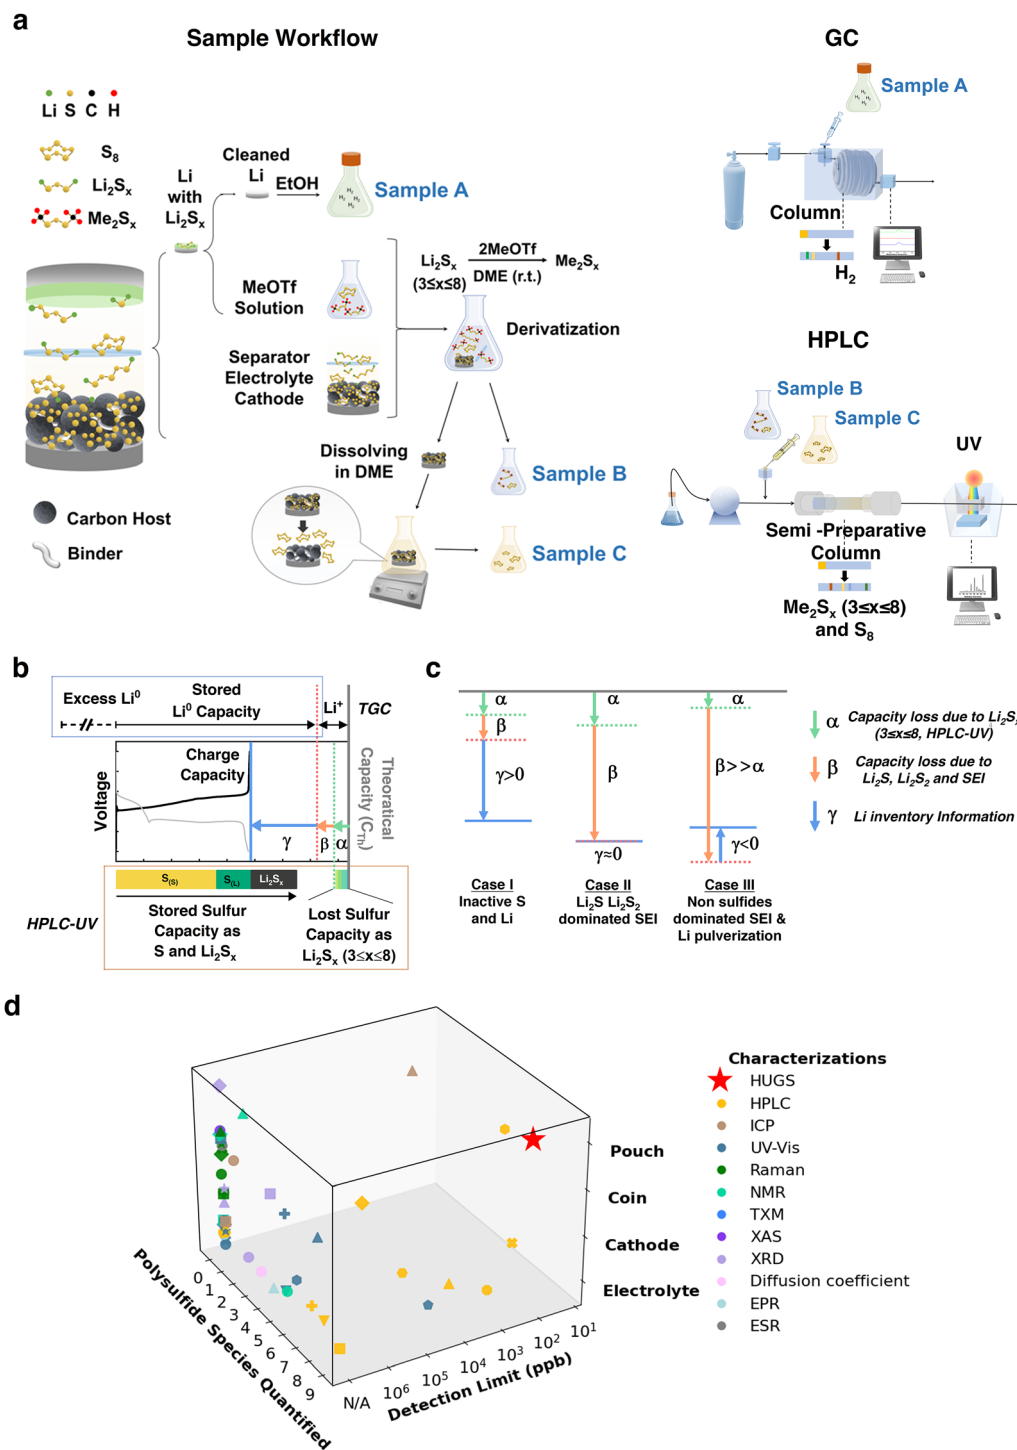 a
Sample Workflow
GC
Sample A
Li S C H
S8
Li2Sx
Me2Sx
Li
with
Li2Sx
Cleaned
Li
EtOH
Sample A
H2
H2
H2
H2
MeOTf
Solution
Separator
Electrolyte
Cathode
Li2Sx
(3≤x≤8)
2MeOTf
DME (r.t.)
Me2Sx
Derivatization
Column
H2
HPLC
Sample B
Sample C
UV
Semi -Preparative
Column
Me2Sx (3≤x≤8)
and S8
Dissolving
in DME
Sample B
Sample C
Carbon Host
Binder
b
Excess Li0
Stored
Li0 Capacity
Li+
TGC
Charge
Capacity
Voltage
Theoratical
Capacity (CTh)
γ
β
α
S(S)
S(L)
Li2Sx
HPLC-UV
Stored Sulfur
Capacity as
S and Li2Sx
Lost Sulfur
Capacity as
Li2Sx (3≤x≤8)
c
α
β
γ>0
α
β
γ≈0
α
β>>α
γ<0
Case I
Inactive S
and Li
Case II
Li2S Li2S2
dominated SEI
Case III
Non sulfides
dominated SEI &
Li pulverization
α Capacity loss due to Li2S
(3≤x≤8, HPLC-UV)
β Capacity loss due to
Li2S, Li2S2 and SEI
γ Li inventory Information
d
Pouch
Coin
Cathode
Electrolyte
Polysulfide Species Quantified
0
1
2
3
4
5
6
7
8
9
N/A
10^6
10^5
10^4
10^3
10^2
10^1
Detection Limit (ppb)
Characterizations
HUGS
HPLC
ICP
UV-Vis
Raman
NMR
TXM
XAS
XRD
Diffusion coefficient
EPR
ESR